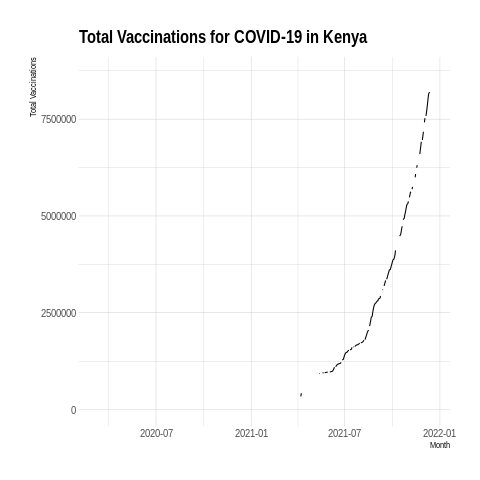 Total Vaccinations for COVID-19 in Kenya
Total Vaccinations
7500000
5000000
2500000
0
2020-07 2021-01 2021-07 2022-01
Month